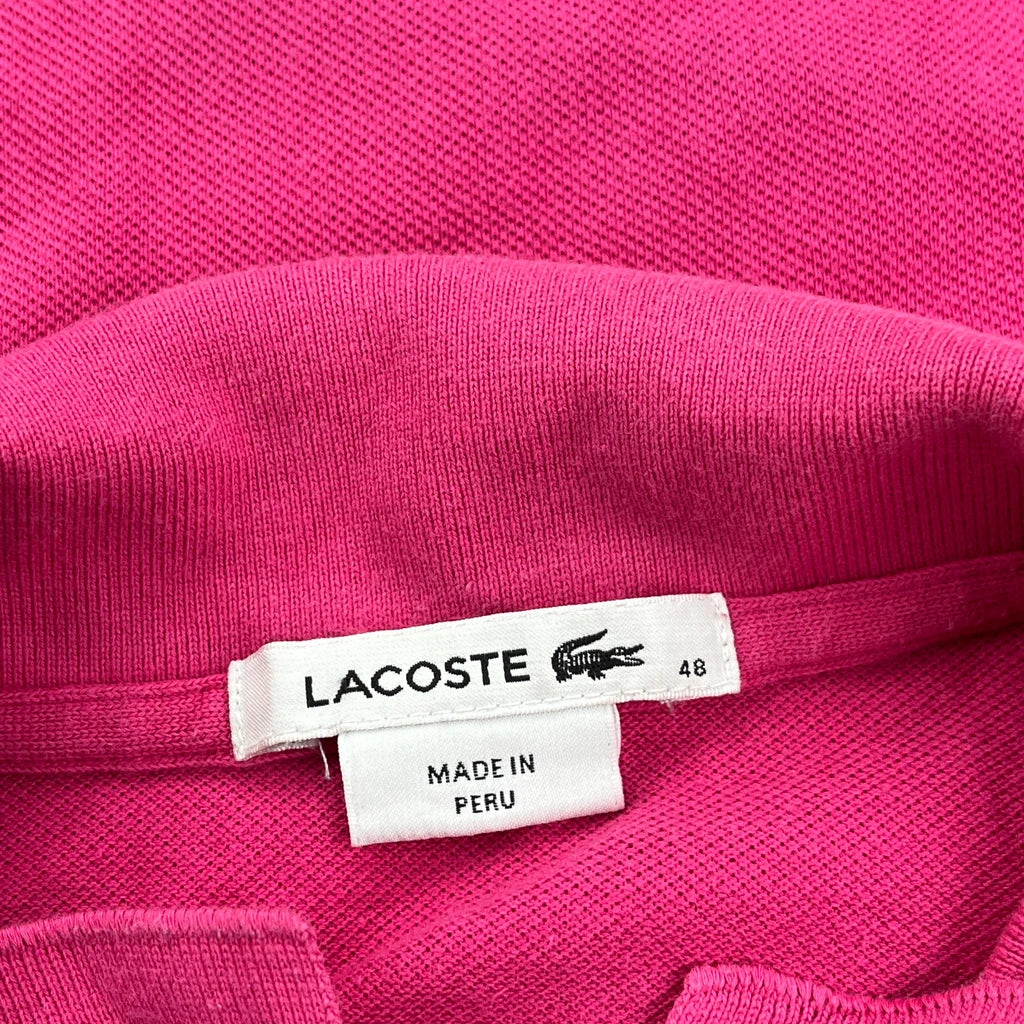 LACOSTE 48
MADE IN
PERU